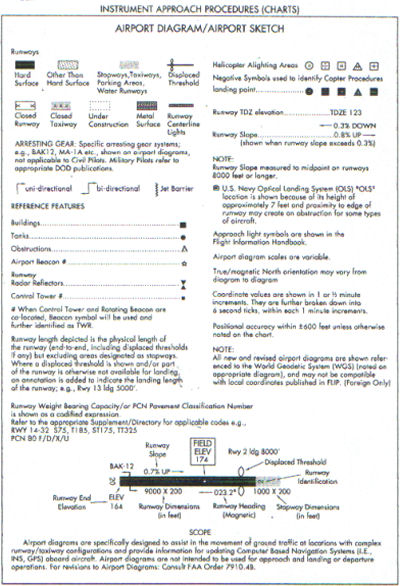 INSTRUMENT APPROACH PROCEDURES (CHARTS)
AIRPORT DIAGRAM/AIRPORT SKETCH
Runways
Hard Surface
Other Than Hard Surface
Stopways,Taxiways, Parking Areas, Water Runways
Displaced Threshold
Closed Runway
Closed Taxiway
Under Construction
Metal Surface
Runway Centerline Lights
ARRESTING GEAR: Specific arresting gear systems;
e.g., BAK12, MA-1A etc., shown on airport diagrams,
not applicable to Civil Pilots. Military Pilots refer to
appropriate DOD publications.
uni-directional
bi-directional
Jet Barrier
REFERENCE FEATURES
Buildings
Tanks
Obstructions
Airport Beacon #
Runway
Radar Reflectors
Control Tower #
# When Control Tower and Rotating Beacon are
co-located, Beacon symbol will be used and
further identified as TWR.
Runway length depicted is the physical length of
the runway (end-to-end, including displaced thresholds
if any) but excluding areas designated as stopways.
Where a displaced threshold is shown and/or part
of the runway is otherwise not available for landing,
an annotation is added to indicate the landing length
of the runway; e.g., Rwy 13 ldg 5000'.
Helicopter Alighting Areas
Negative Symbols used to identify Copter Procedures
landing point
Runway TDZ elevation TDZE 123
0.3% DOWN
Runway Slope 0.8% UP
(shown when runway slope exceeds 0.3%)
NOTE:
Runway Slope measured to midpoint on runways
8000 feet or longer.
U.S. Navy Optical Landing System (OLS) "OLS"
location is shown because of its height of
approximately 7 feet and proximity to edge of
runway may create an obstruction for some types
of aircraft.
Approach light symbols are shown in the
Flight Information Handbook.
Airport diagram scales are variable.
True/magnetic North orientation may vary from
diagram to diagram
Coordinate values are shown in 1 or ½ minute
increments. They are further broken down into
6 second ticks, within each 1 minute increments.
Positional accuracy within ±600 feet unless otherwise
noted on the chart.
NOTE:
All new and revised airport diagrams are shown refer-
enced to the World Geodetic System (WGS) (noted on
appropriate diagram), and may not be compatible
with local coordinates published in FLIP. (Foreign Only)
Runway Weight Bearing Capacity/or PCN Pavement Classification Number
is shown as a codified expression.
Refer to the appropriate Supplement/Directory for applicable codes e.g.,
RWY 14-32 S75, T185, ST175, TT325
PCN 80 F/D/X/U
Runway Slope
FIELD ELEV 174
Rwy 2 ldg 8000'
BAK-12
0.7% UP
Displaced Threshold
Runway Identification
Runway End Elevation
ELEV 164
9000 X 200
023.2°
1000 X 200
Runway Dimensions (in feet)
Runway Heading (Magnetic)
Stopway Dimensions (in feet)
SCOPE
Airport diagrams are specifically designed to assist in the movement of ground traffic at locations with complex
runway/taxiway configurations and provide information for updating Computer Based Navigation Systems (I.E.,
INS, GPS) aboard aircraft. Airport diagrams are not intended to be used for approach and landing or departure
operations. For Revisions to Airport Diagrams: Consult FAA Order 7910.4B.